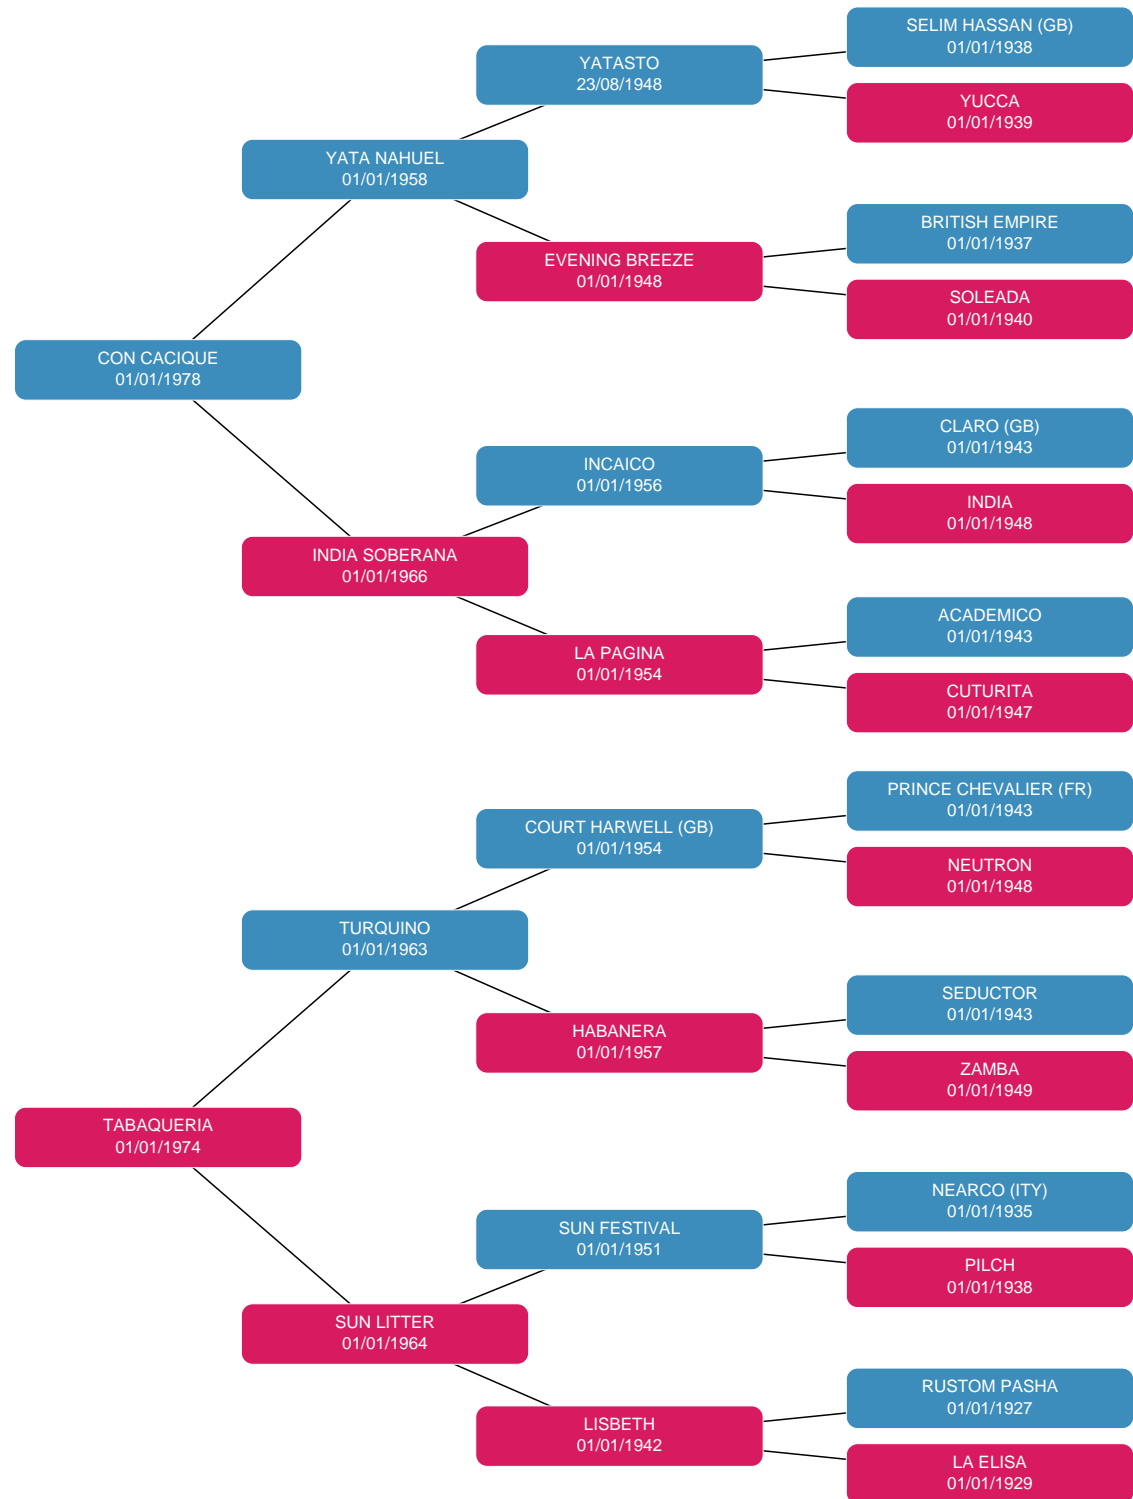 SELIM HASSAN (GB)
01/01/1938
YATASTO
23/08/1948
YUCCA
01/01/1939
YATA NAHUEL
01/01/1958
BRITISH EMPIRE
01/01/1937
EVENING BREEZE
01/01/1948
SOLEADA
01/01/1940
CON CACIQUE
01/01/1978
CLARO (GB)
01/01/1943
INCAICO
01/01/1956
INDIA
01/01/1948
INDIA SOBERANA
01/01/1966
ACADEMICO
01/01/1943
LA PAGINA
01/01/1954
CUTURITA
01/01/1947
PRINCE CHEVALIER (FR)
01/01/1943
COURT HARWELL (GB)
01/01/1954
NEUTRON
01/01/1948
TURQUINO
01/01/1963
SEDUCTOR
01/01/1943
HABANERA
01/01/1957
ZAMBA
01/01/1949
TABAQUERIA
01/01/1974
NEARCO (ITY)
01/01/1935
SUN FESTIVAL
01/01/1951
PILCH
01/01/1938
SUN LITTER
01/01/1964
RUSTOM PASHA
01/01/1927
LISBETH
01/01/1942
LA ELISA
01/01/1929